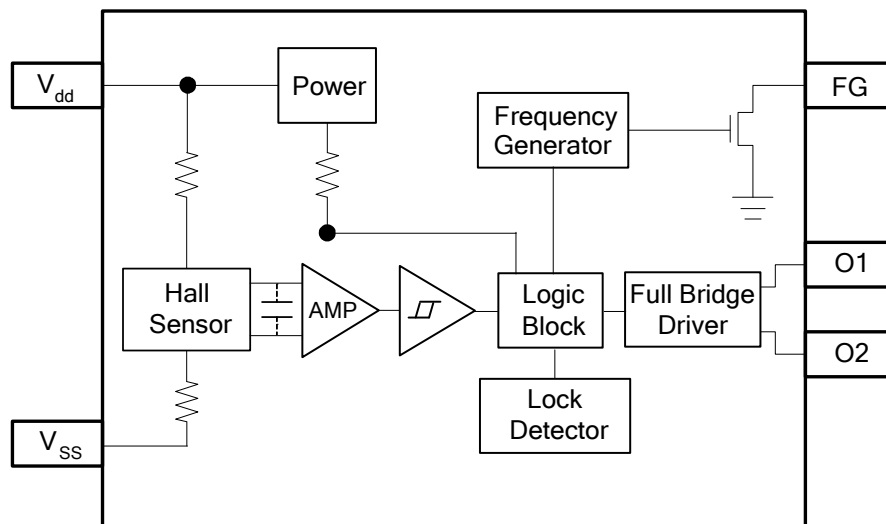 Vdd
Power
FG
Frequency
Generator
Hall
Sensor
AMP
Logic
Block
Full Bridge
Driver
O1
O2
Lock
Detector
VSS